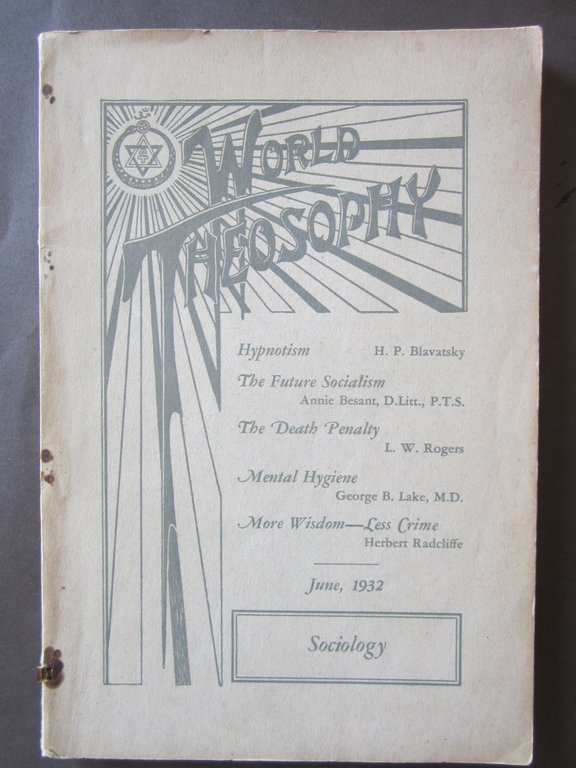 WORLD
THEOSOPHY
Hypnotism H. P. Blavatsky
The Future Socialism
Annie Besant, D.Litt., P.T.S.
The Death Penalty
L. W. Rogers
Mental Hygiene
George B. Lake, M.D.
More Wisdom—Less Crime
Herbert Radcliffe
June, 1932
Sociology